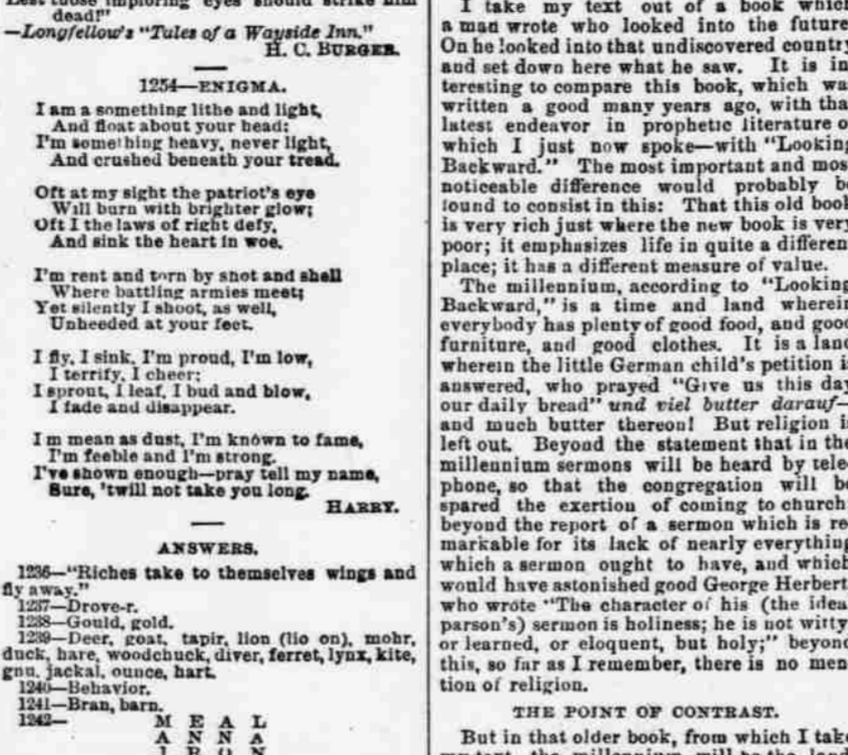 dead!"
—Longfellow's "Tales of a Wayside Inn."
H. C. BURGER.
1254—ENIGMA.
I am a something lithe and light,
And float about your head;
I'm something heavy, never light,
And crushed beneath your tread.
Oft at my sight the patriot's eye
Will burn with brighter glow;
Oft I the laws of right defy,
And sink the heart in woe.
I'm rent and torn by shot and shell
Where battling armies meet;
Yet silently I shoot, as well,
Unheeded at your feet.
I fly, I sink, I'm proud, I'm low,
I terrify, I cheer;
I sprout, I leaf, I bud and blow,
I fade and disappear.
I m mean as dust, I'm known to fame,
I'm feeble and I'm strong.
I've shown enough—pray tell my name,
Sure, 'twill not take you long.
HARRY.
ANSWERS.
1236—"Riches take to themselves wings and
fly away."
1237—Drove-r.
1238—Gould, gold.
1239—Deer, goat, tapir, lion (lio on), mohr,
duck, hare, woodchuck, diver, ferret, lynx, kite,
gnu, jackal, ounce, hart.
1240—Behavior.
1241—Bran, barn.
1242—
M E A L
A N N A
I R O N
I take my text out of a book which
a man wrote who looked into the future
On he looked into that undiscovered country
and set down here what he saw. It is in
teresting to compare this book, which wa
written a good many years ago, with tha
latest endeavor in prophetic literature o
which I just now spoke—with "Looking
Backward." The most important and mos
noticeable difference would probably be
found to consist in this: That this old book
is very rich just where the new book is very
poor; it emphasizes life in quite a differen
place; it has a different measure of value.
The millennium, according to "Looking
Backward," is a time and land wherein
everybody has plenty of good food, and good
furniture, and good clothes. It is a land
wherein the little German child's petition i
answered, who prayed "Give us this day
our daily bread" und viel butter darauf—
and much butter thereon! But religion i
left out. Beyond the statement that in the
millennium sermons will be heard by tele
phone, so that the congregation will be
spared the exertion of coming to church
beyond the report of a sermon which is re
markable for its lack of nearly everything
which a sermon ought to have, and which
would have astonished good George Herbert
who wrote "The character of his (the idea
parson's) sermon is holiness; he is not witty
or learned, or eloquent, but holy;" beyond
this, so far as I remember, there is no men
tion of religion.
THE POINT OF CONTRAST.
But in that older book, from which I take